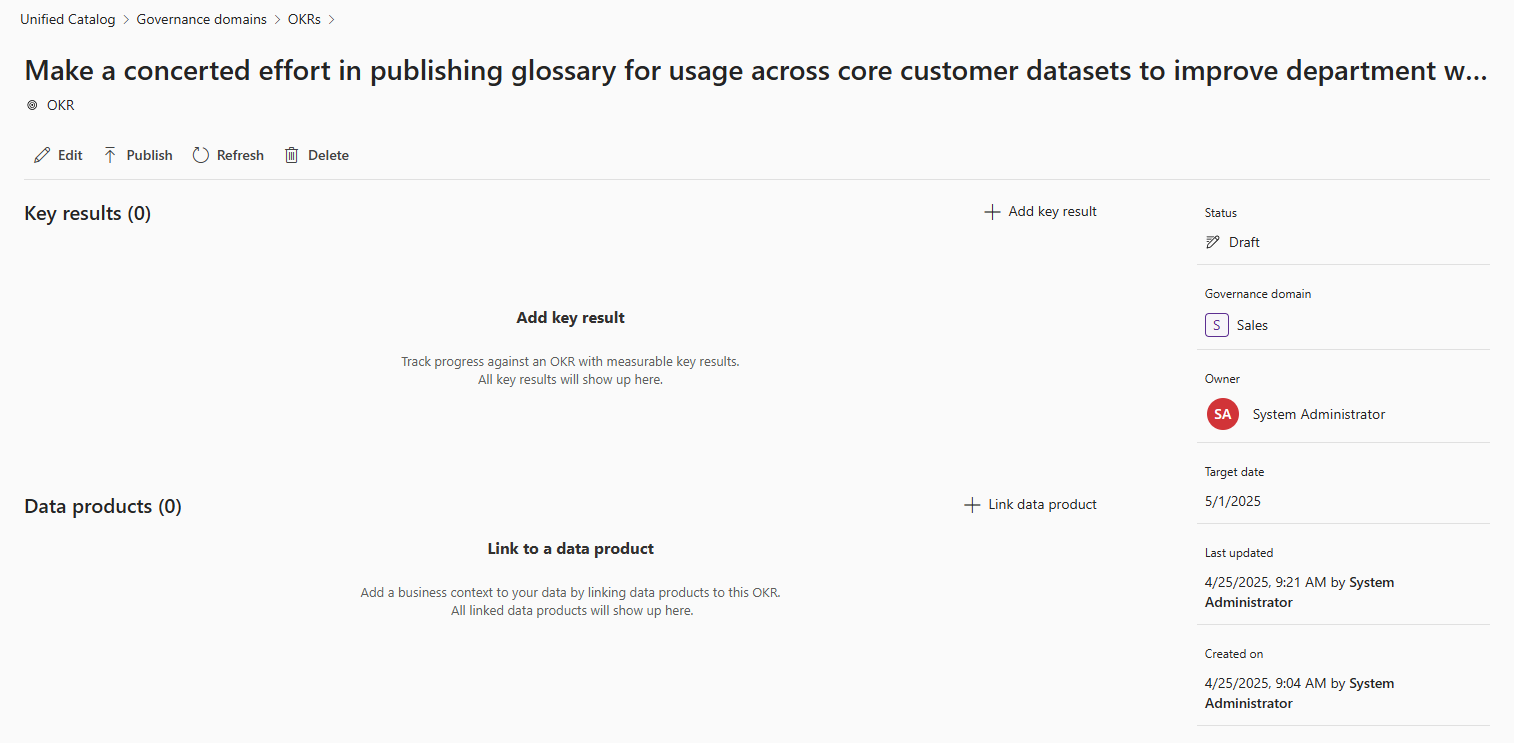 Unified Catalog > Governance domains > OKRs >
Make a concerted effort in publishing glossary for usage across core customer datasets to improve department w...
OKR
Edit Publish Refresh Delete
Key results (0)
Add key result
Add key result
Track progress against an OKR with measurable key results.
All key results will show up here.
Data products (0)
Link data product
Link to a data product
Add a business context to your data by linking data products to this OKR.
All linked data products will show up here.
Status
Draft
Governance domain
S Sales
Owner
SA System Administrator
Target date
5/1/2025
Last updated
4/25/2025, 9:21 AM by System
Administrator
Created on
4/25/2025, 9:04 AM by System
Administrator